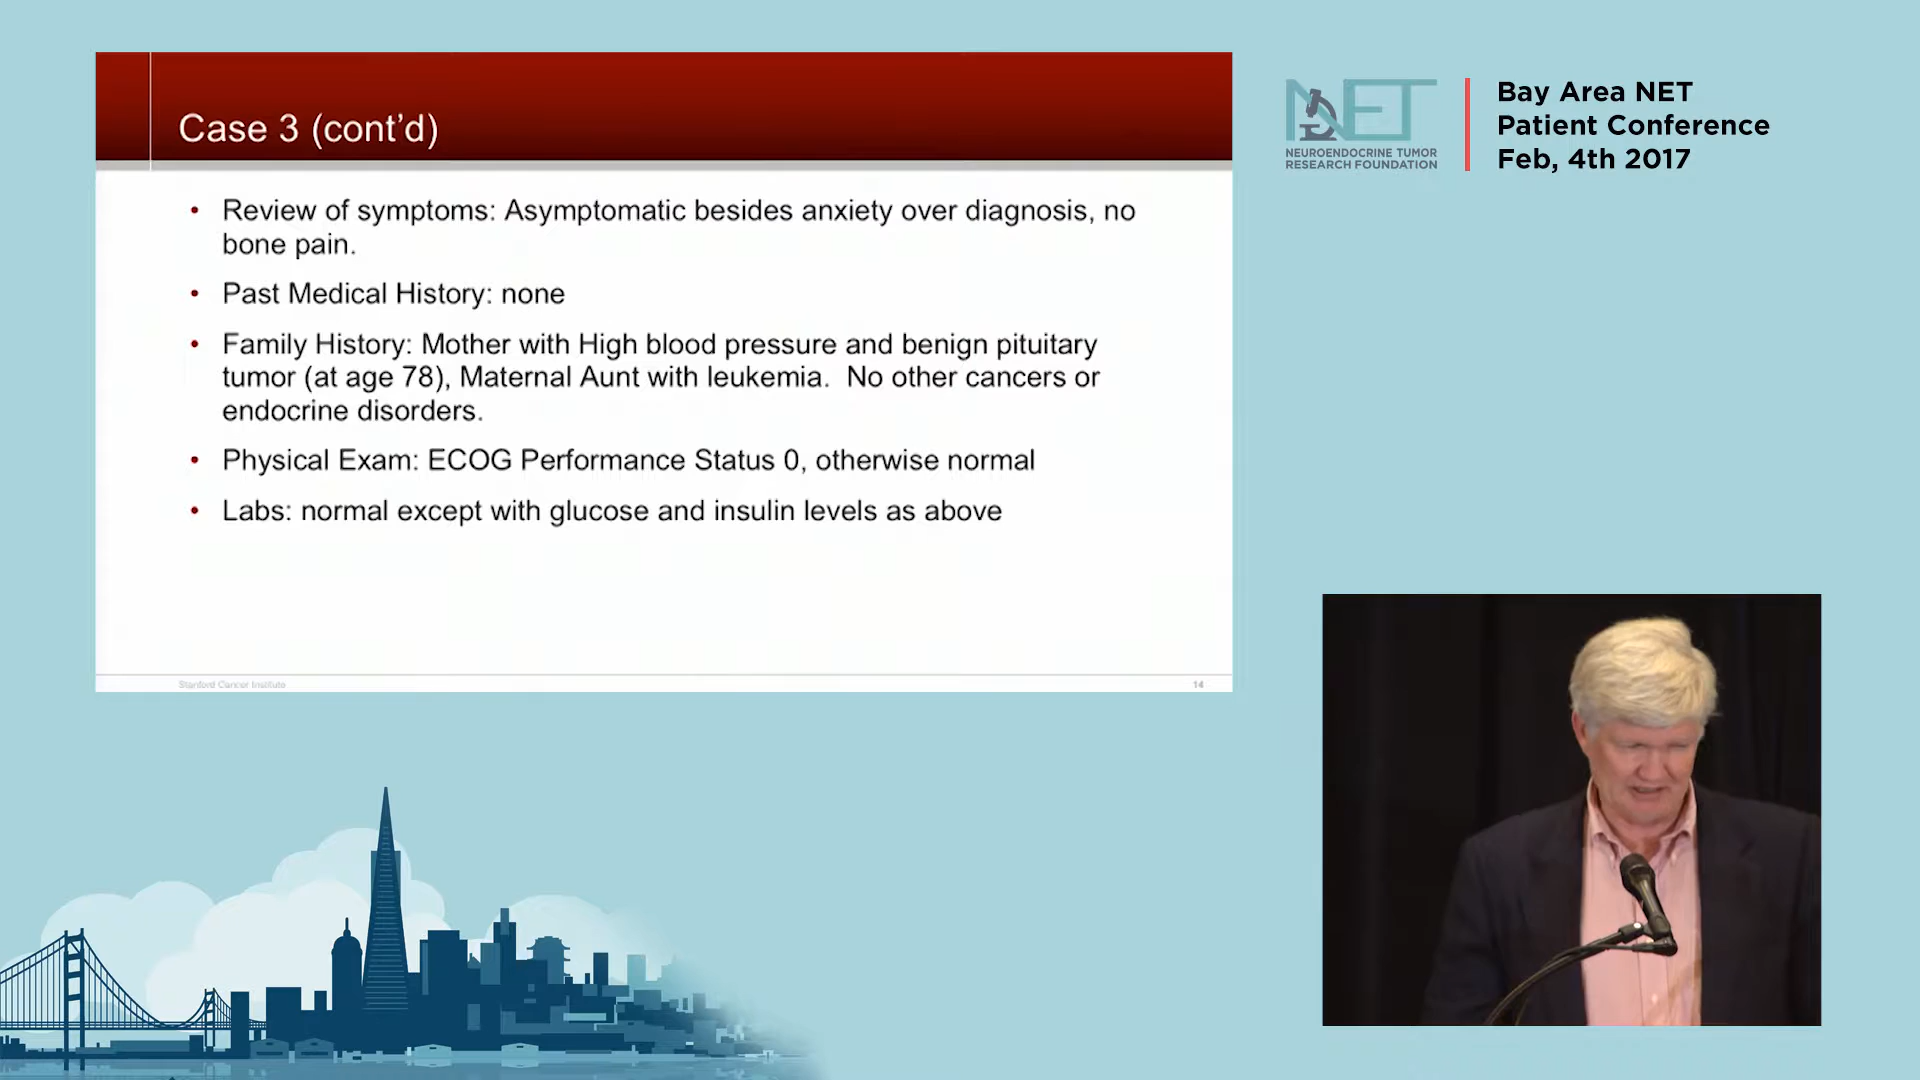 Case 3 (cont'd)
• Review of symptoms: Asymptomatic besides anxiety over diagnosis, no
bone pain.
• Past Medical History: none
• Family History: Mother with High blood pressure and benign pituitary
tumor (at age 78), Maternal Aunt with leukemia. No other cancers or
endocrine disorders.
• Physical Exam: ECOG Performance Status 0, otherwise normal
• Labs: normal except with glucose and insulin levels as above
Stanford Cancer Institute
14
NET
NEUROENDOCRINE TUMOR
RESEARCH FOUNDATION
Bay Area NET
Patient Conference
Feb, 4th 2017